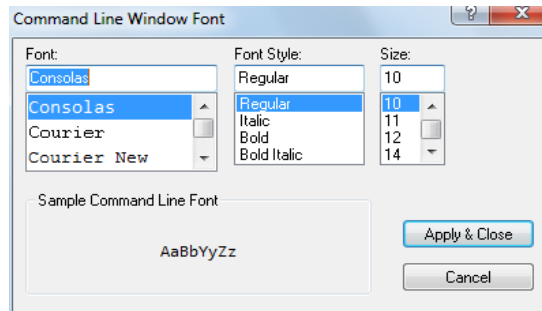 Command Line Window Font
Font: Font Style: Size:
Consolas Regular 10
Consolas Regular 10
Courier Italic 11
Courier New Bold 12
Bold Italic 14
Sample Command Line Font
AaBbYyZz
Apply & Close
Cancel